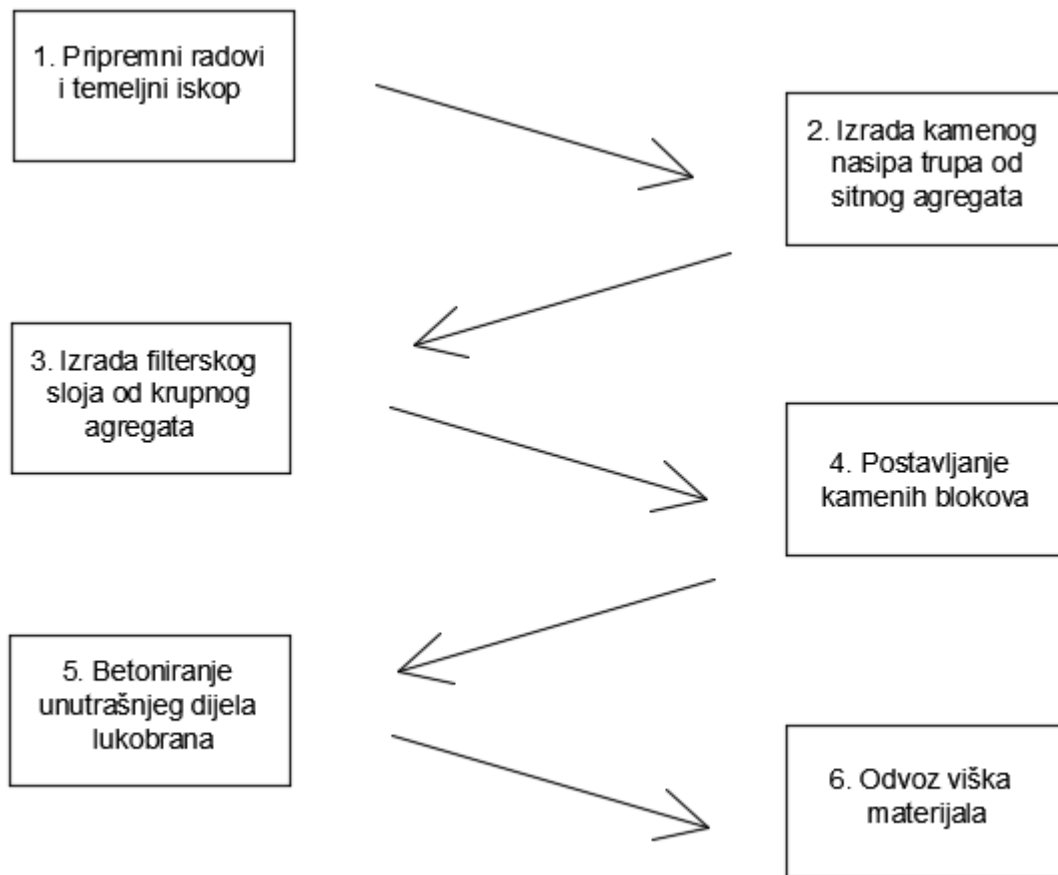 1. Pripremni radovi
i temeljni iskop
2. Izrada kamenog
nasipa trupa od
sitnog agregata
3. Izrada filterskog
sloja od krupnog
agregata
4. Postavljanje
kamenih blokova
5. Betoniranje
unutrašnjeg dijela
lukobrana
6. Odvoz viška
materijala